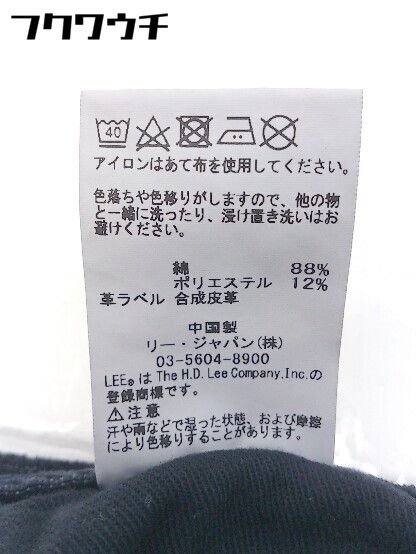 フクワウチ
40
アイロンはあて布を使用してください。
色落ちや色移りがしますので、他の物
と一緒に洗ったり、浸け置き洗いはお
避けください。
綿 88%
ポリエステル 12%
革ラベル 合成皮革
中国製
リー・ジャパン(株)
03-5604-8900
LEE®は The H.D. Lee Company,Inc.の
登録商標です。
⚠注意
汗や雨などで湿った状態、および摩擦
により色移りすることがあります。